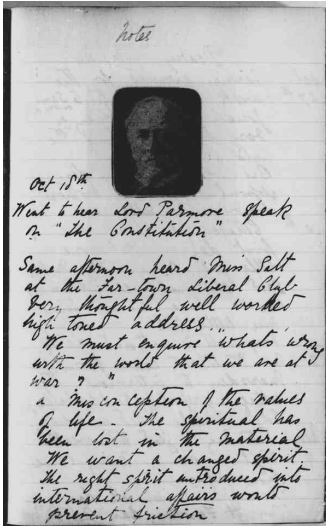 Notes
Oct 18th
Went to hear Lord Parmore speak
on "The Constitution"
Same afternoon heard Miss Salt
at the Far-town Liberal Club
very thoughtful well worked
high toned address.
"We must enquire whats wrong
with the world that we are at
war?"
a misconception of the values
of life - The spiritual has
been lost in the material
We want a changed spirit
The right spirit introduced into
international affairs would
prevent friction